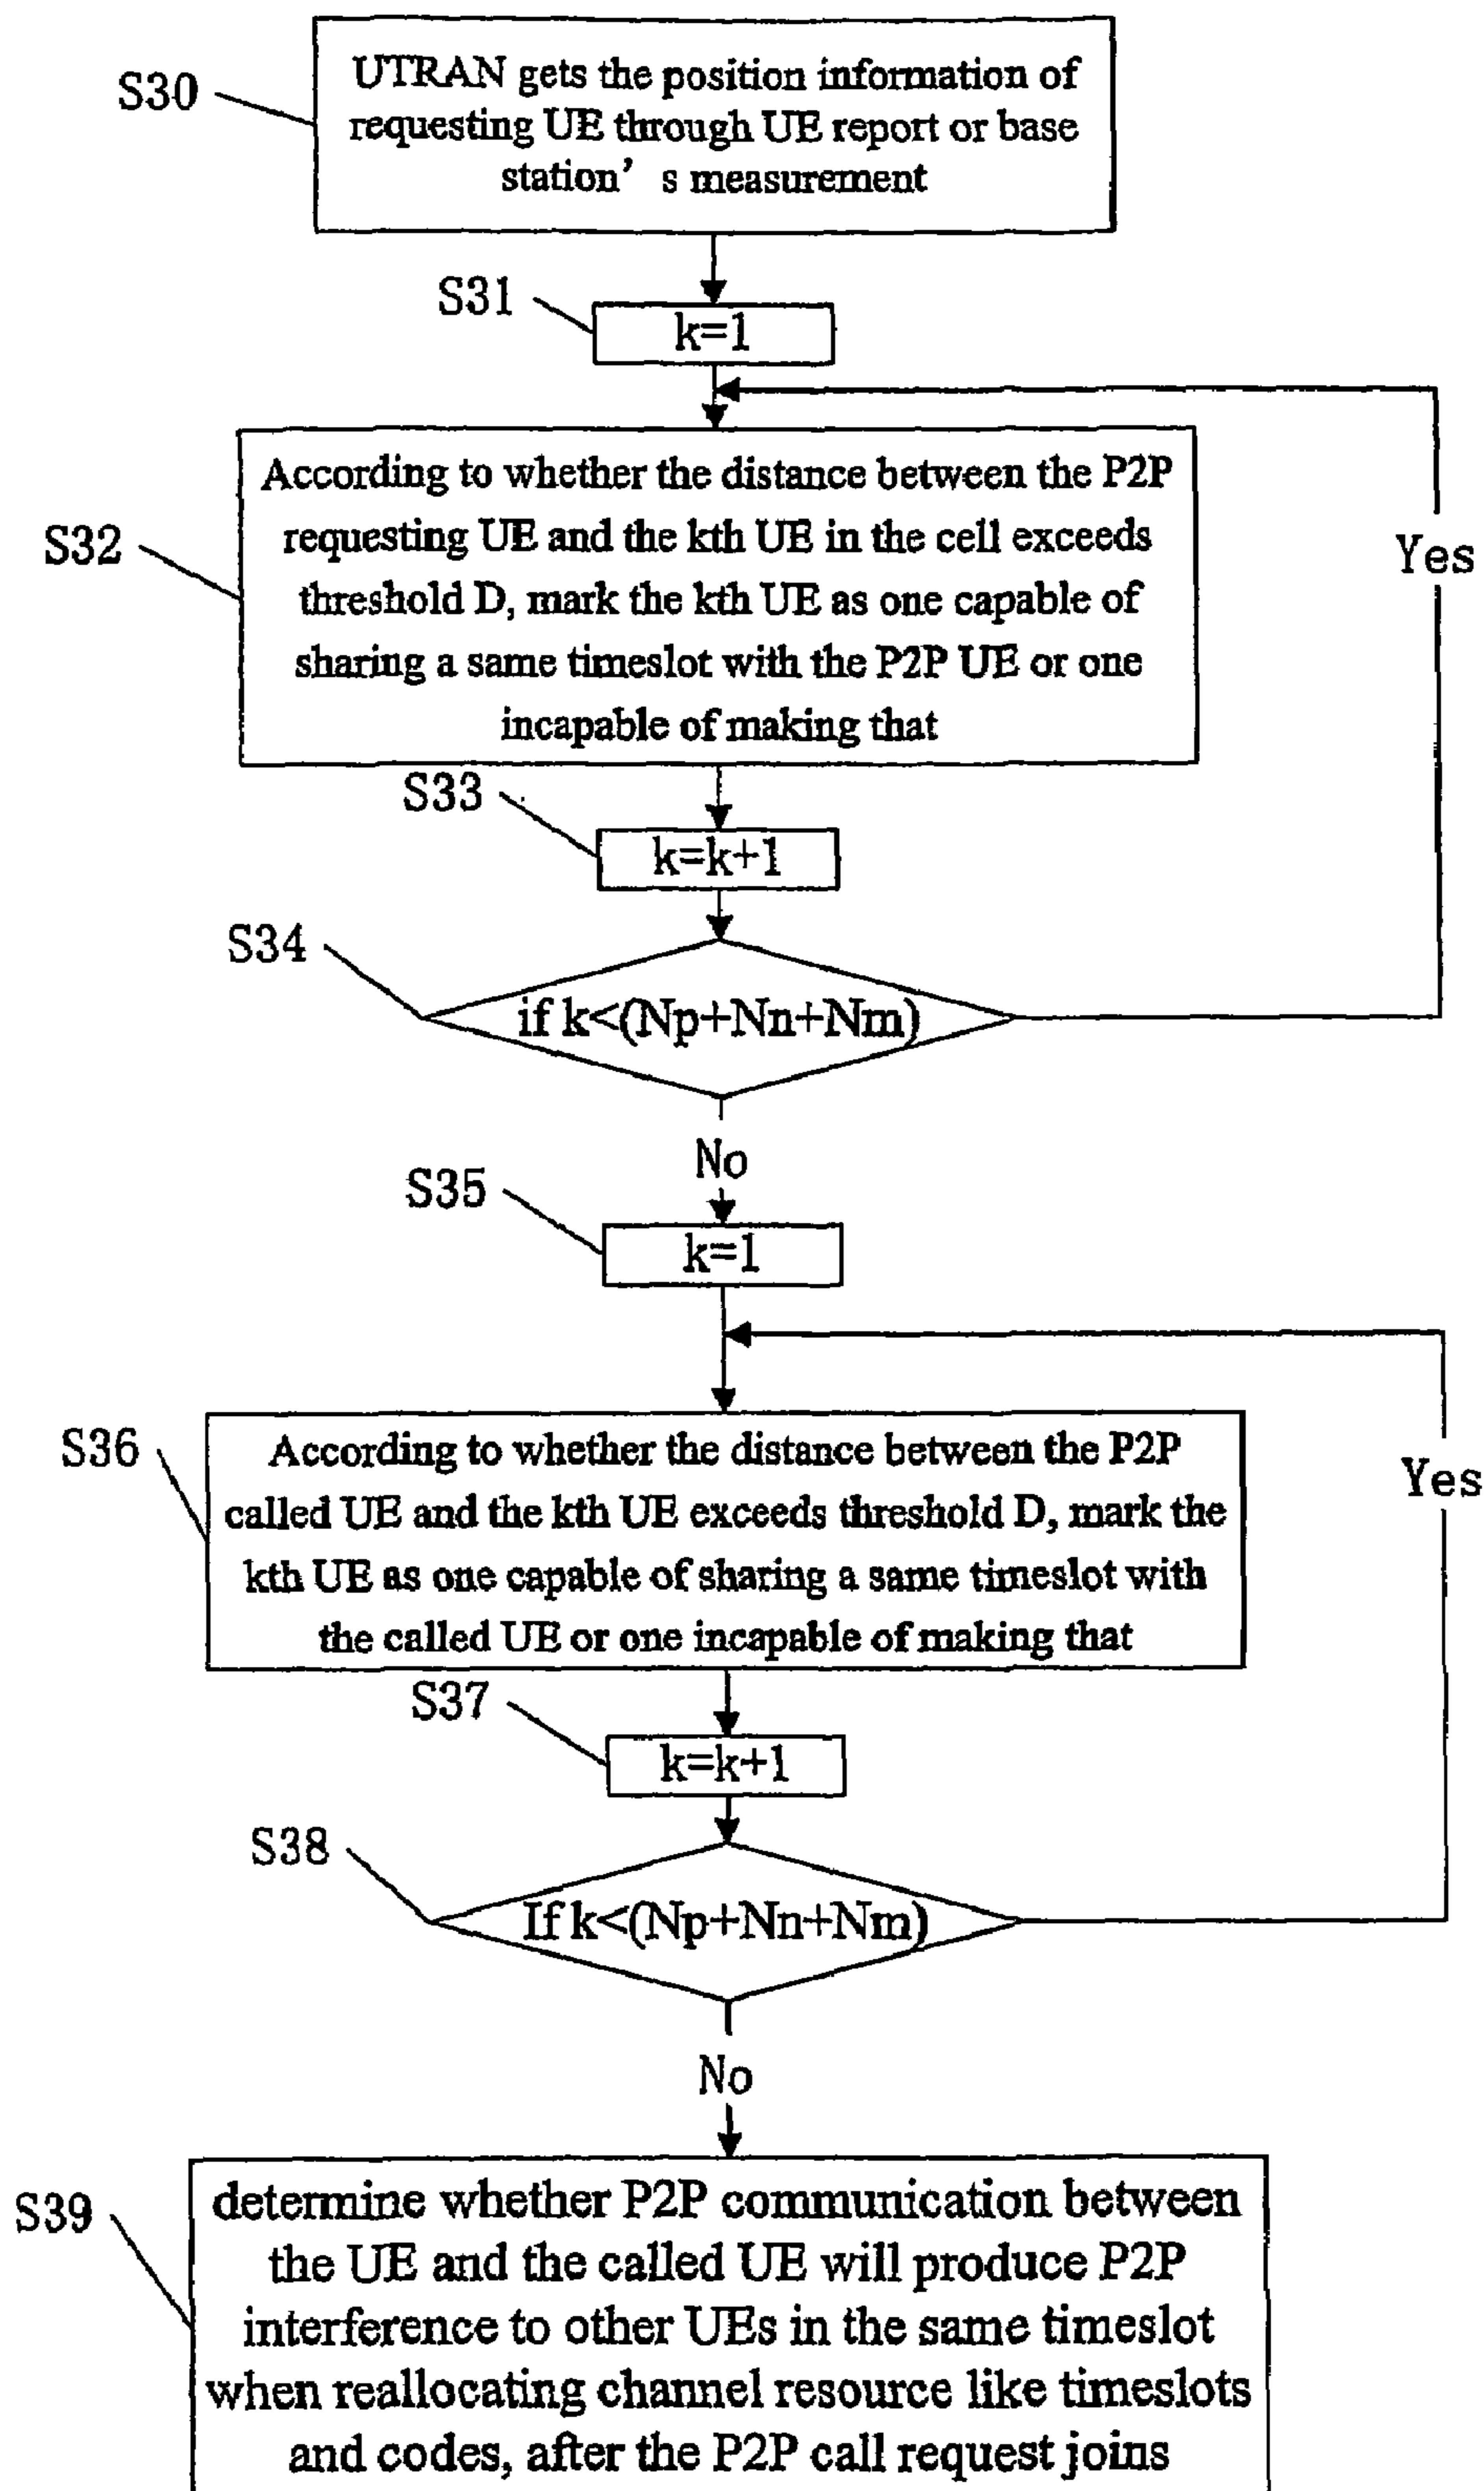 S30
UTRAN gets the position information of
requesting UE through UE report or base
station’ s measurement
S31
k=1
S32
According to whether the distance between the P2P
requesting UE and the kth UE in the cell exceeds
threshold D, mark the kth UE as one capable of
sharing a same timeslot with the P2P UE or one
incapable of making that
Yes
S33
k=k+1
S34
if k<(Np+Nn+Nm)
No
S35
k=1
S36
According to whether the distance between the P2P
called UE and the kth UE exceeds threshold D, mark the
kth UE as one capable of sharing a same timeslot with
the called UE or one incapable of making that
Yes
S37
k=k+1
S38
If k<(Np+Nn+Nm)
No
S39
determine whether P2P communication between
the UE and the called UE will produce P2P
interference to other UEs in the same timeslot
when reallocating channel resource like timeslots
and codes, after the P2P call request joins